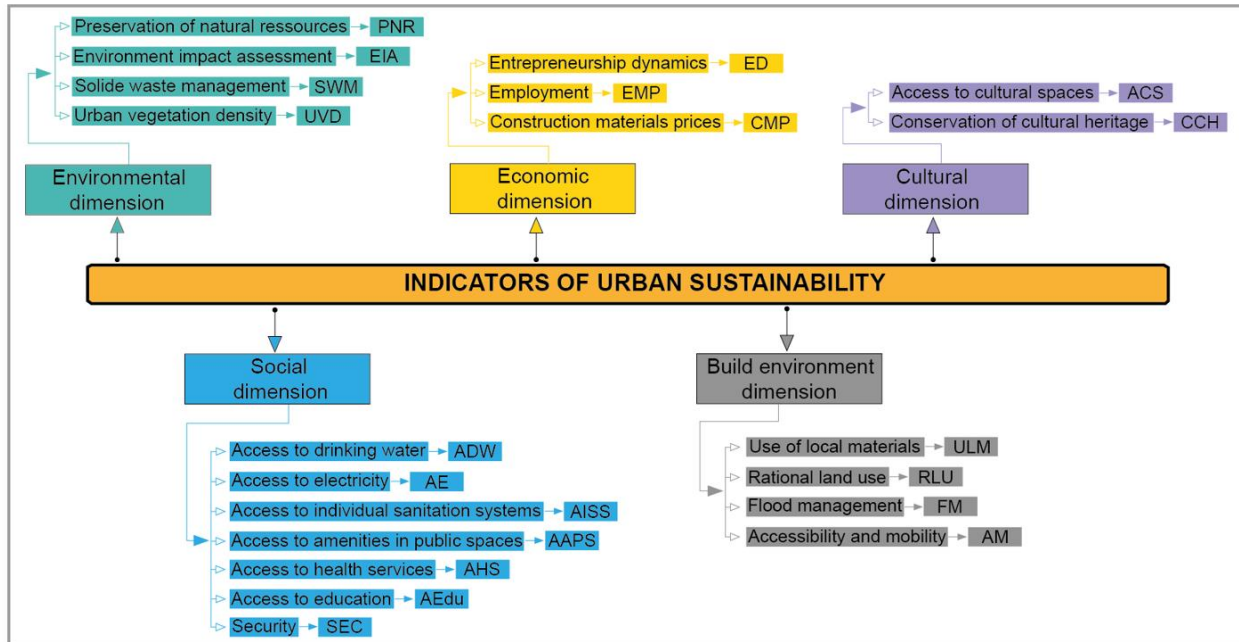 Preservation of natural ressources PNR
Environment impact assessment EIA
Solide waste management SWM
Urban vegetation density UVD
Environmental
dimension
Entrepreneurship dynamics ED
Employment EMP
Construction materials prices CMP
Economic
dimension
Access to cultural spaces ACS
Conservation of cultural heritage CCH
Cultural
dimension
INDICATORS OF URBAN SUSTAINABILITY
Social
dimension
Access to drinking water ADW
Access to electricity AE
Access to individual sanitation systems AISS
Access to amenities in public spaces AAPS
Access to health services AHS
Access to education AEdu
Security SEC
Build environment
dimension
Use of local materials ULM
Rational land use RLU
Flood management FM
Accessibility and mobility AM